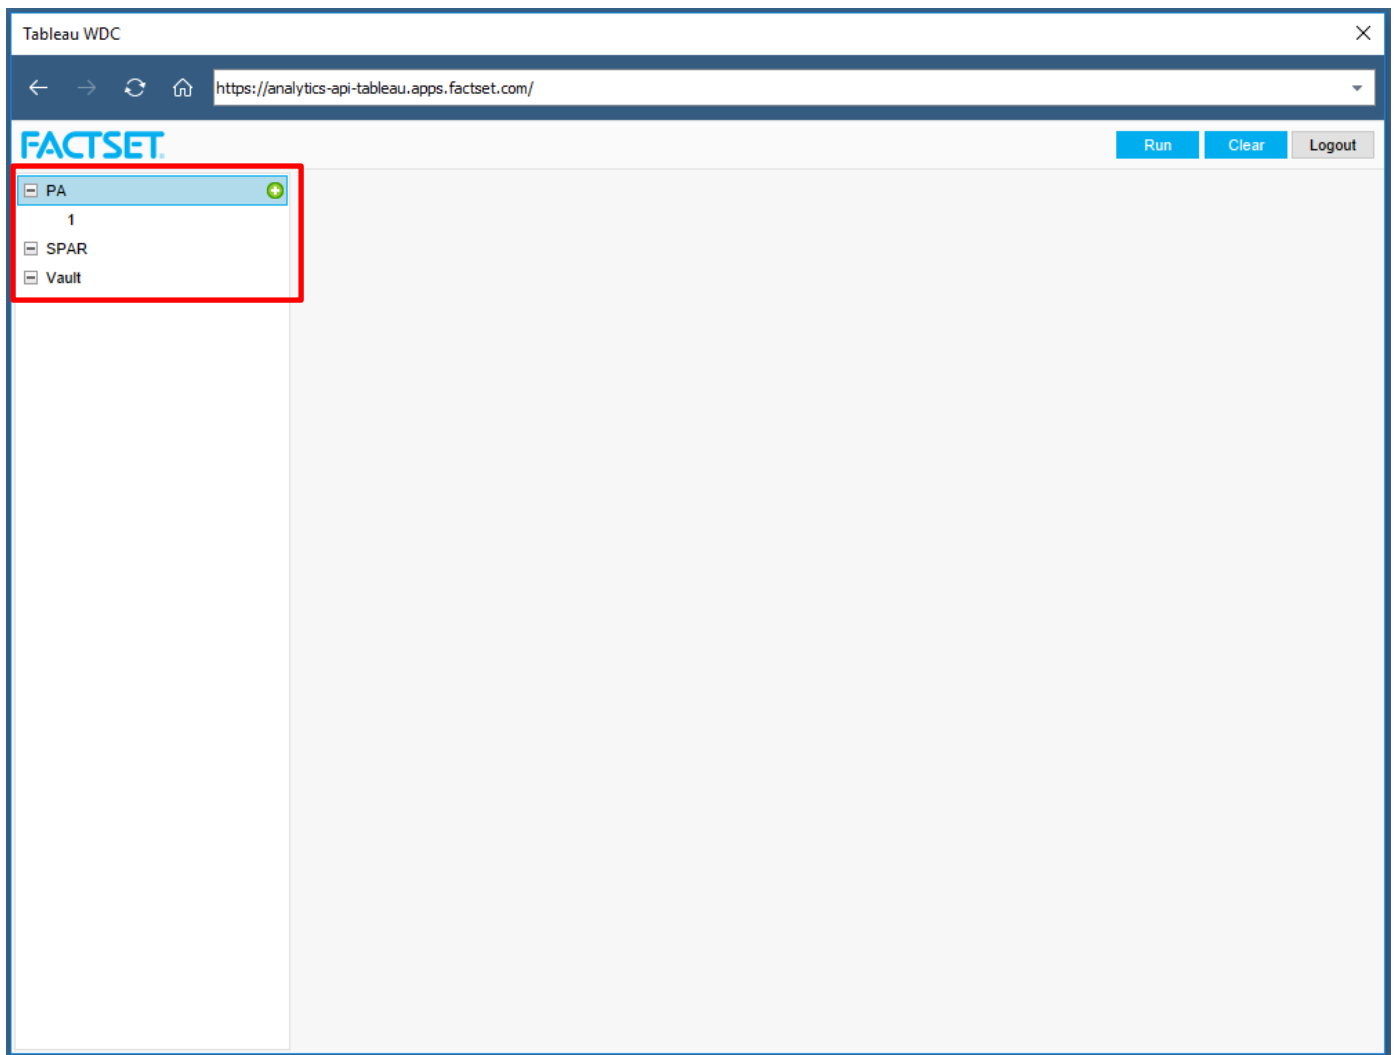 Tableau WDC
https://analytics-api-tableau.apps.factset.com/
FACTSET
Run Clear Logout
PA
1
SPAR
Vault